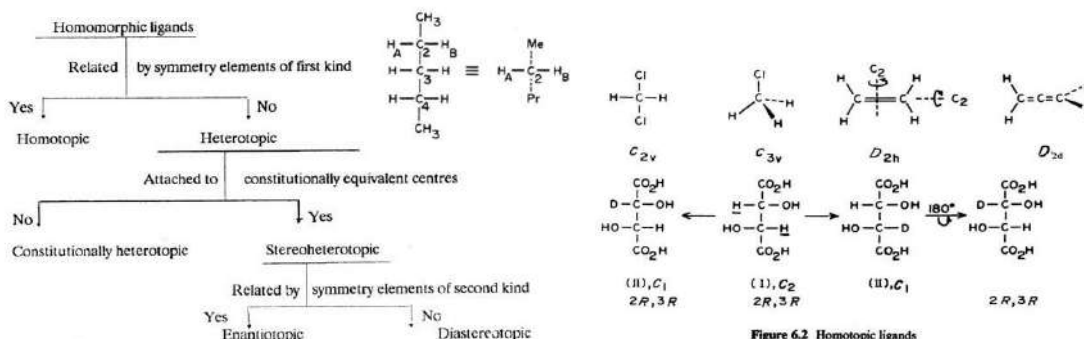 Homomorphic ligands
Related by symmetry elements of first kind
Yes No
Homotopic Heterotopic
Attached to constitutionally equivalent centres
No Yes
Constitutionally heterotopic Stereoheterotopic
Related by symmetry elements of second kind
Yes No
Enantiotopic Diastereotopic
CH3
H A C 2 H B
H C 3 H
H C 4 H
CH3
≡
Me
H A C 2 H B
Pr
Cl
H C H
Cl
C2v
Cl
C H
H H
C3v
C2
H H
C C C2
H H
D2h
H
C=C=C
H
D2d
CO2H
D-C-OH
HO-C-H
CO2H
(II), C1
2R,3R
CO2H
H-C-OH
HO-C-H
CO2H
(I), C2
2R,3R
CO2H
H-C-OH
HO-C-D
CO2H
(II), C1
180°
CO2H
D-C-OH
HO-C-H
CO2H
2R,3R
Figure 6.2 Homotopic ligands